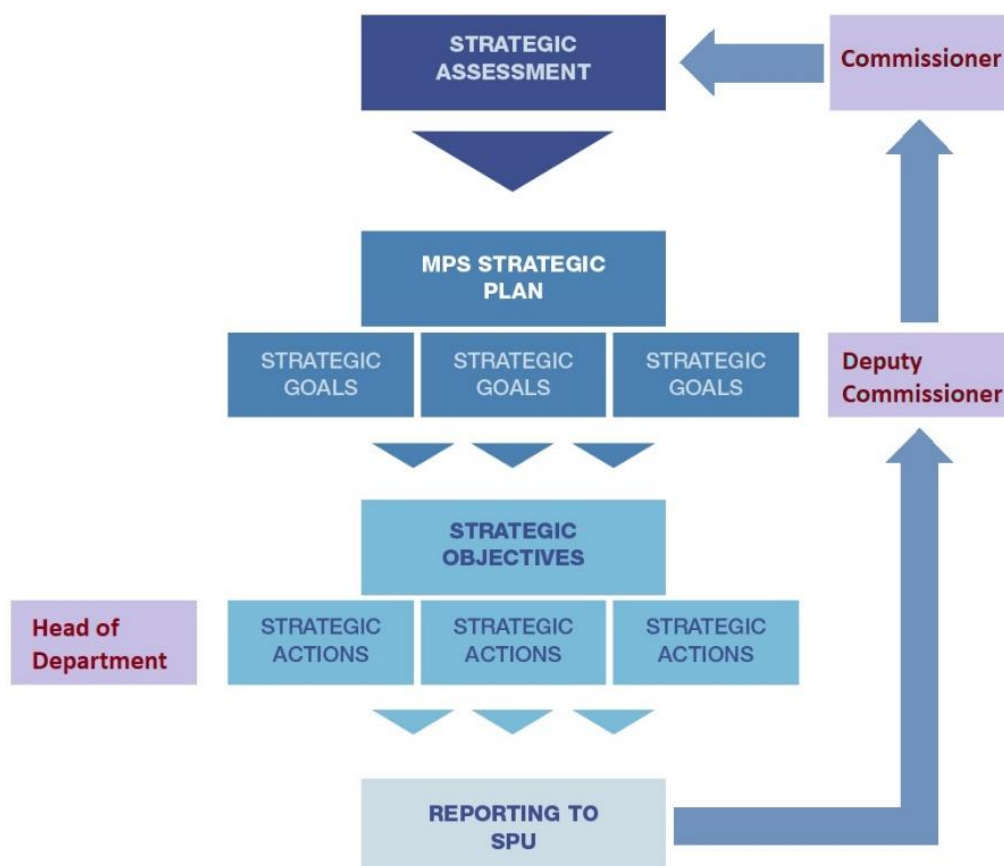 STRATEGIC
ASSESSMENT
Commissioner
MPS STRATEGIC
PLAN
STRATEGIC
GOALS
STRATEGIC
GOALS
STRATEGIC
GOALS
Deputy
Commissioner
STRATEGIC
OBJECTIVES
Head of
Department
STRATEGIC
ACTIONS
STRATEGIC
ACTIONS
STRATEGIC
ACTIONS
REPORTING TO
SPU